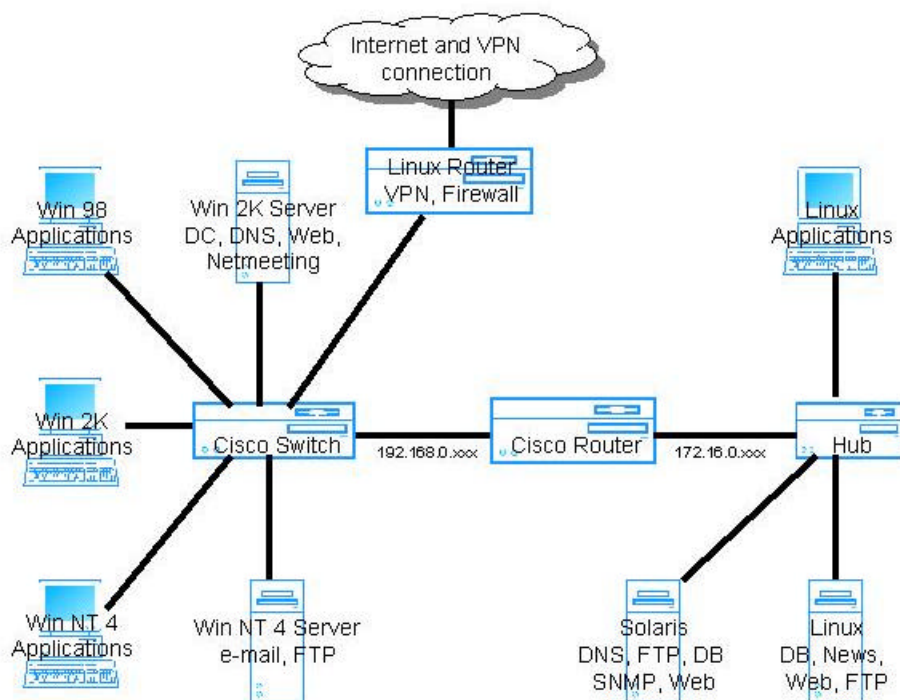 Internet and VPN
connection
Linux Router
VPN, Firewall
Win 98
Applications
Win 2K Server
DC, DNS, Web,
Netmeeting
Linux
Applications
Win 2K
Applications
Cisco Switch
192.168.0.xxx
Cisco Router
172.16.0.xxx
Hub
Win NT 4
Applications
Win NT 4 Server
e-mail, FTP
Solaris
DNS, FTP, DB
SNMP, Web
Linux
DB, News,
Web, FTP